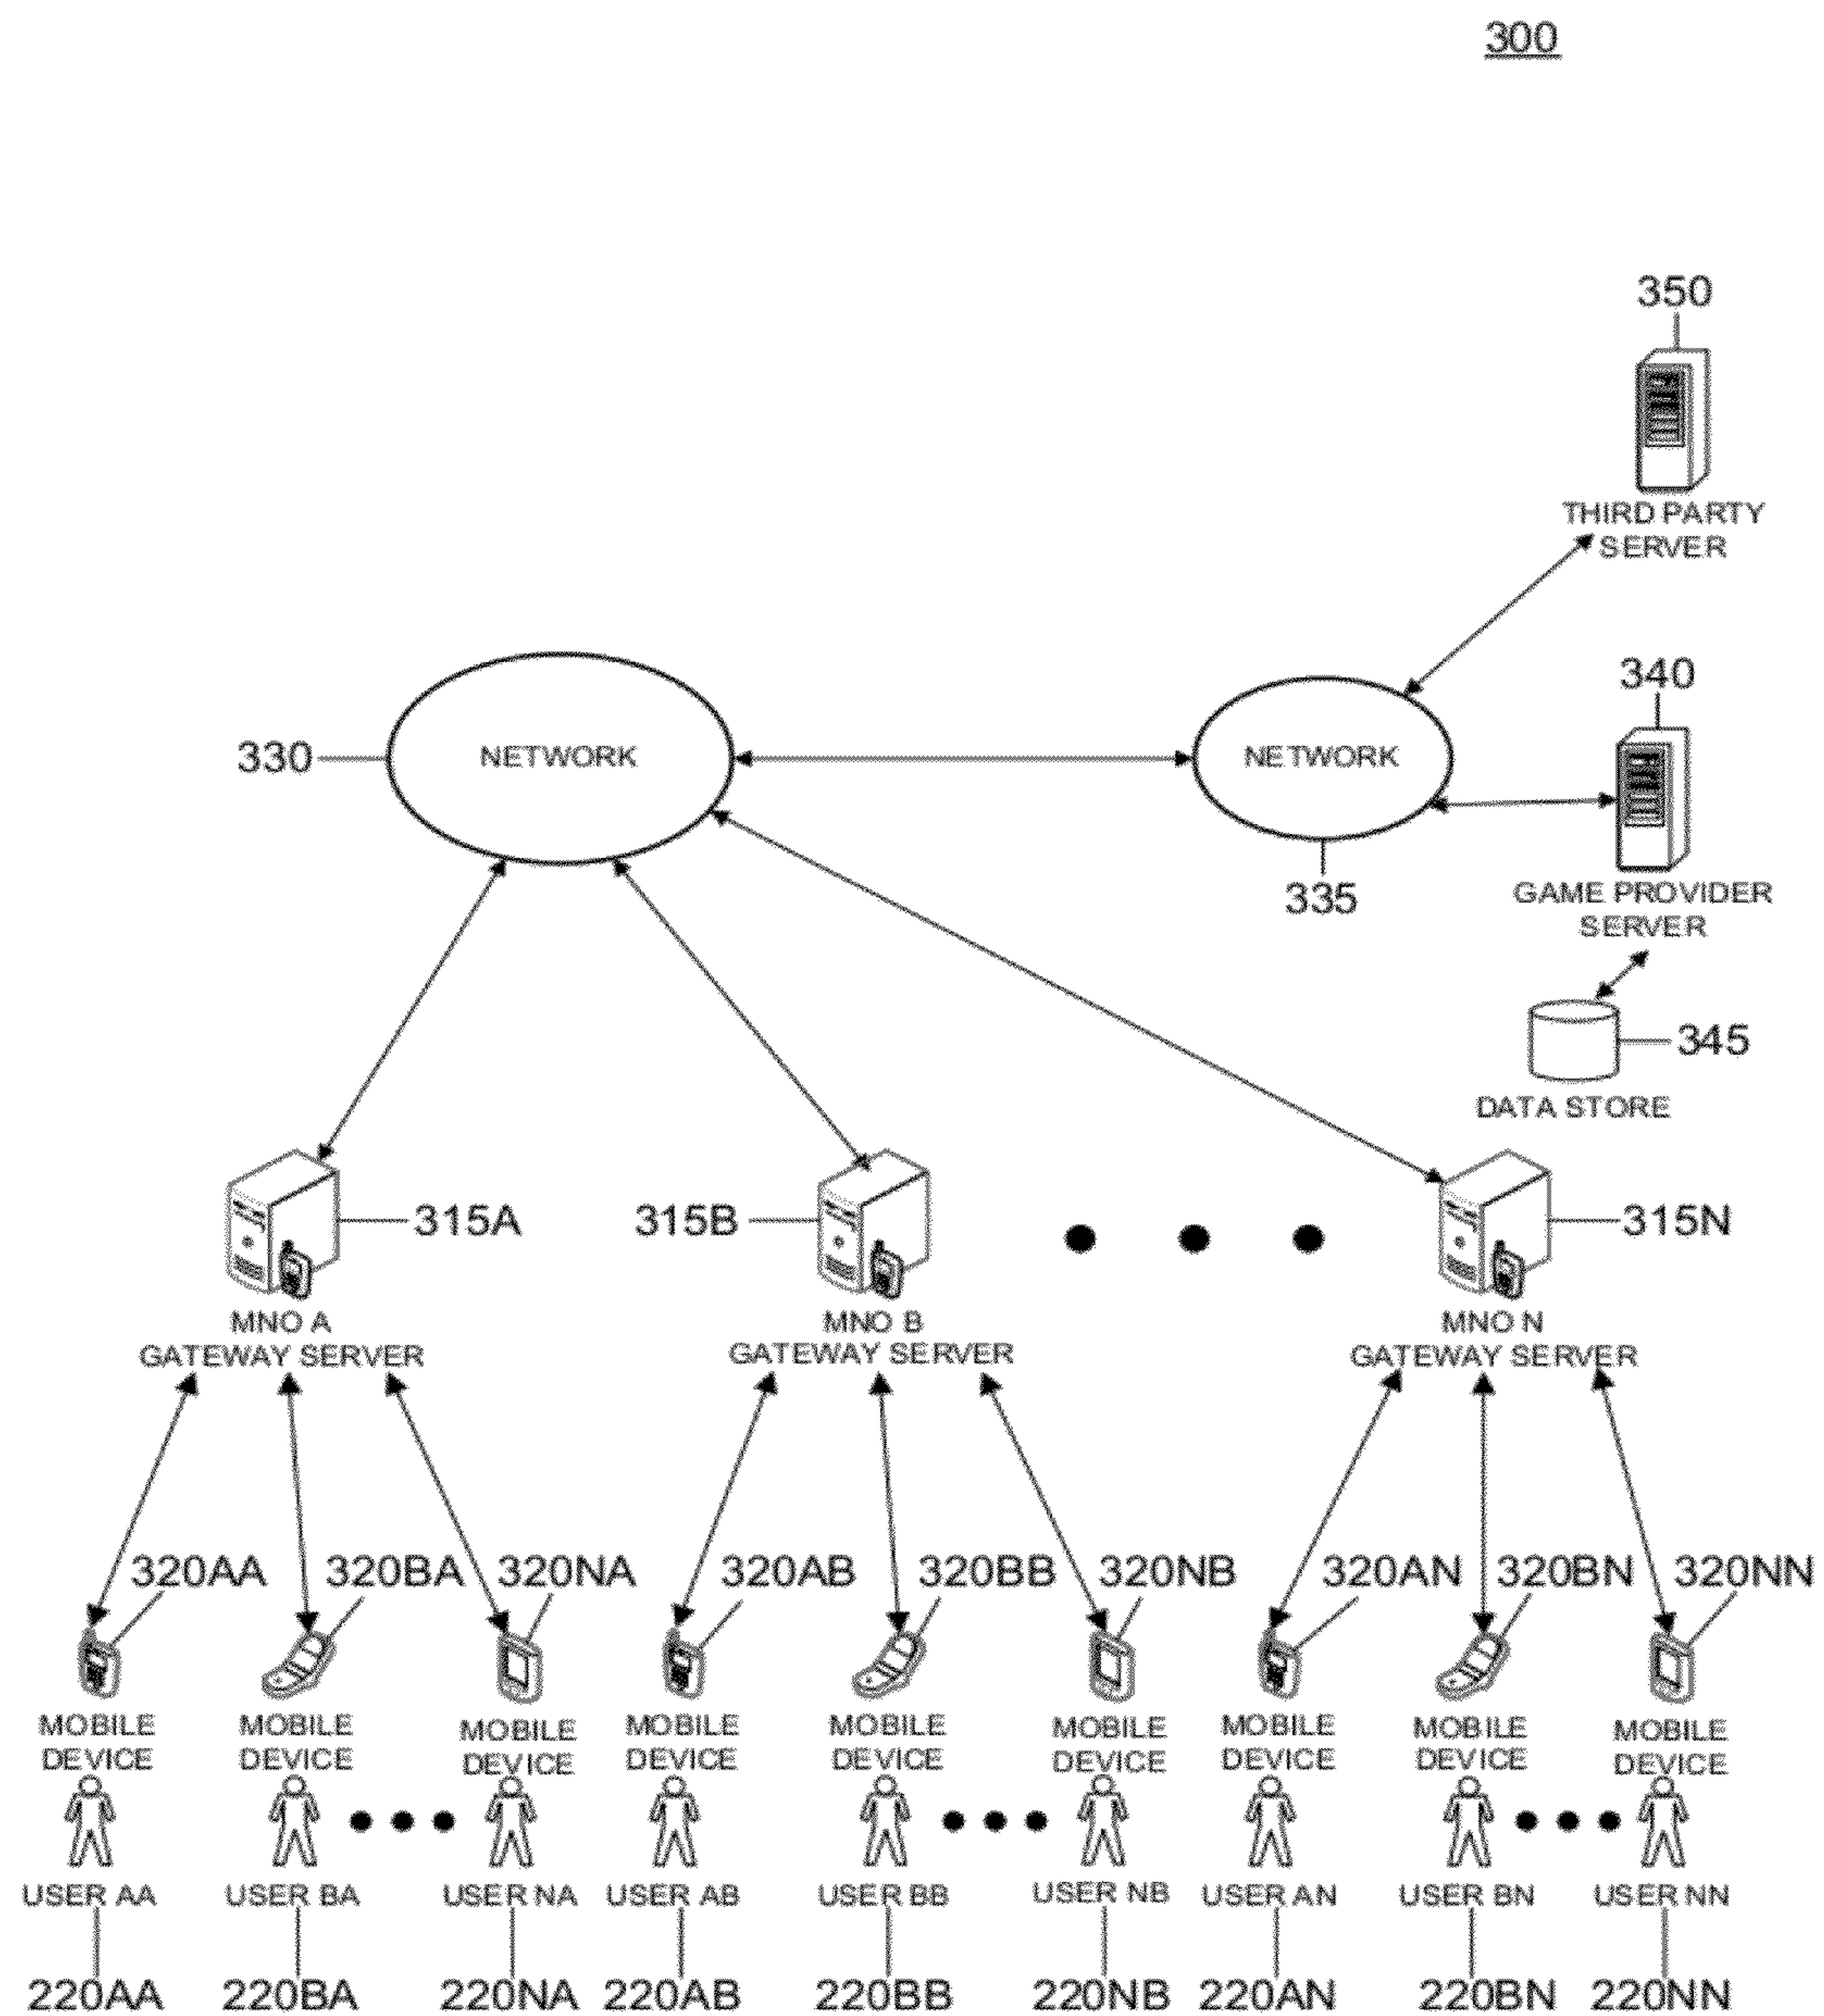 300
350
THIRD PARTY
SERVER
340
330
NETWORK
NETWORK
335
GAME PROVIDER
SERVER
345
DATA STORE
315A
315B
315N
MNO A
GATEWAY SERVER
MNO B
GATEWAY SERVER
MNO N
GATEWAY SERVER
320AA
320BA
320NA
320AB
320BB
320NB
320AN
320BN
320NN
MOBILE
DEVICE
MOBILE
DEVICE
MOBILE
DEVICE
MOBILE
DEVICE
MOBILE
DEVICE
MOBILE
DEVICE
MOBILE
DEVICE
MOBILE
DEVICE
MOBILE
DEVICE
USER AA
USER BA
USER NA
USER AB
USER BB
USER NB
USER AN
USER BN
USER NN
220AA
220BA
220NA
220AB
220BB
220NB
220AN
220BN
220NN